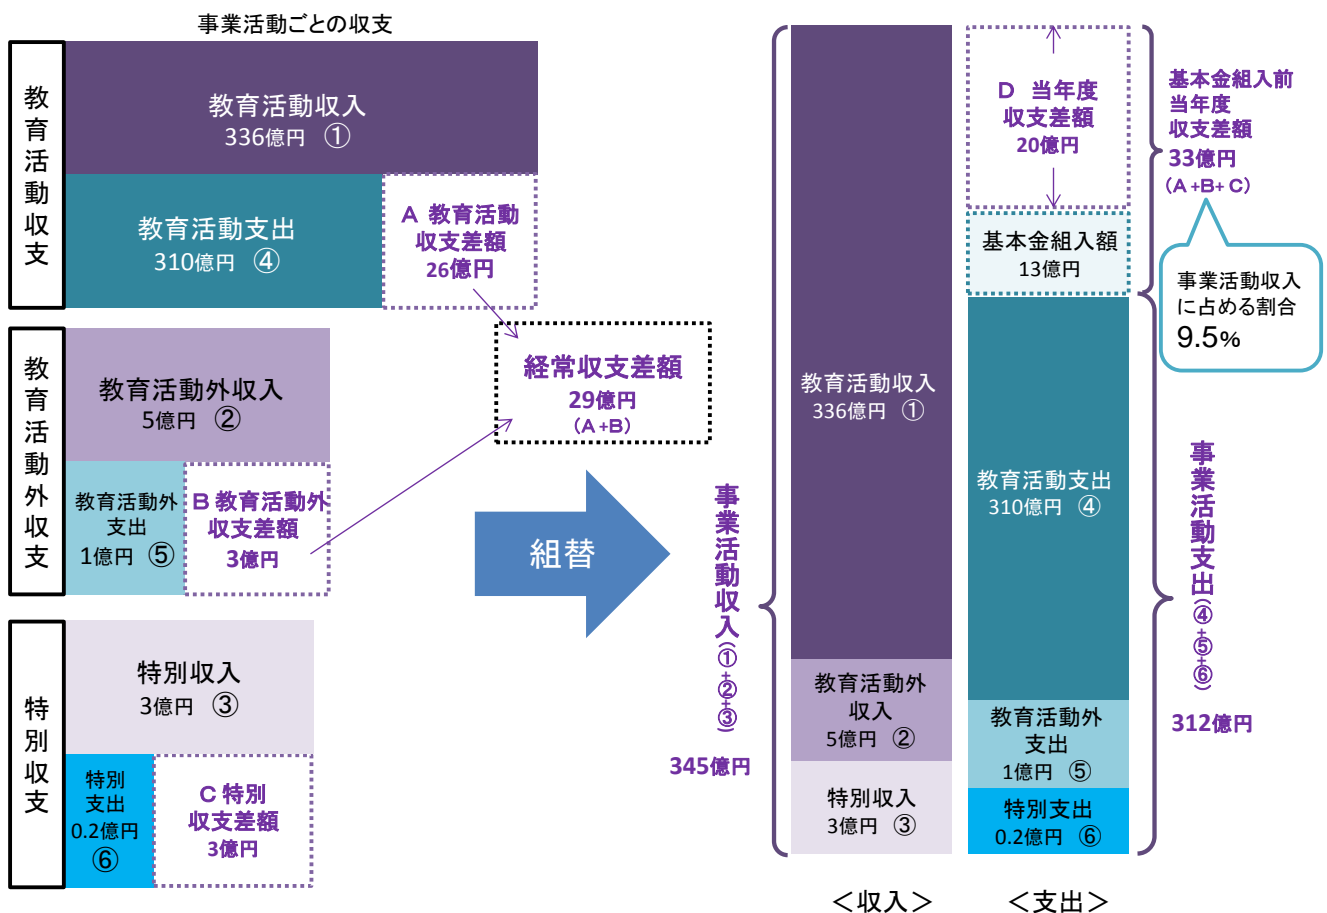 事業活動ごとの収支
教育活動収支
教育活動収入
336億円 ①
教育活動支出
310億円 ④
A 教育活動
収支差額
26億円
教育活動外収支
教育活動外収入
5億円 ②
教育活動外
支出
1億円 ⑤
B 教育活動外
収支差額
3億円
経常収支差額
29億円
(A+B)
特別収支
特別収入
3億円 ③
特別
支出
0.2億円
⑥
C 特別
収支差額
3億円
組替
事業活動収入(①+②+③)
345億円
教育活動収入
336億円 ①
教育活動外
収入
5億円 ②
特別収入
3億円 ③
<収入>
D 当年度
収支差額
20億円
基本金組入額
13億円
教育活動支出
310億円 ④
教育活動外
支出
1億円 ⑤
特別支出
0.2億円 ⑥
<支出>
基本金組入前
当年度
収支差額
33億円
(A+B+C)
事業活動収入
に占める割合
9.5%
事業活動支出(④+⑤+⑥)
312億円